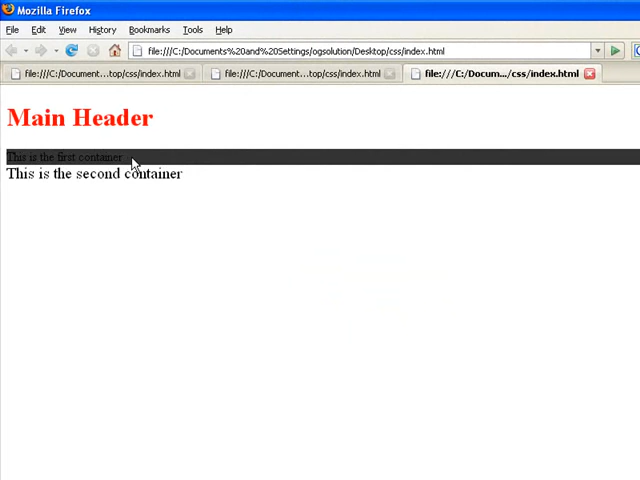 Mozilla Firefox
File Edit View History Bookmarks Tools Help
file:///C:/Documents%20and%20Settings/ogsolution/Desktop/css/index.html
file:///C:/Document...top/css/index.html file:///C:/Document...top/css/index.html file:///C:/Docum.../css/index.html
Main Header
This is the first container
This is the second container